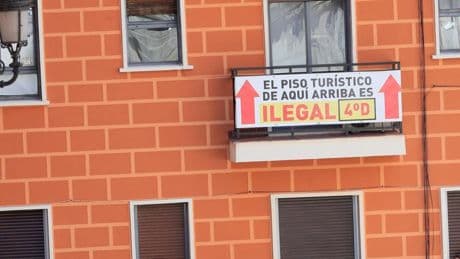 EL PISO TURÍSTICO
DE AQUÍ ARRIBA ES
ILEGAL 4ºD